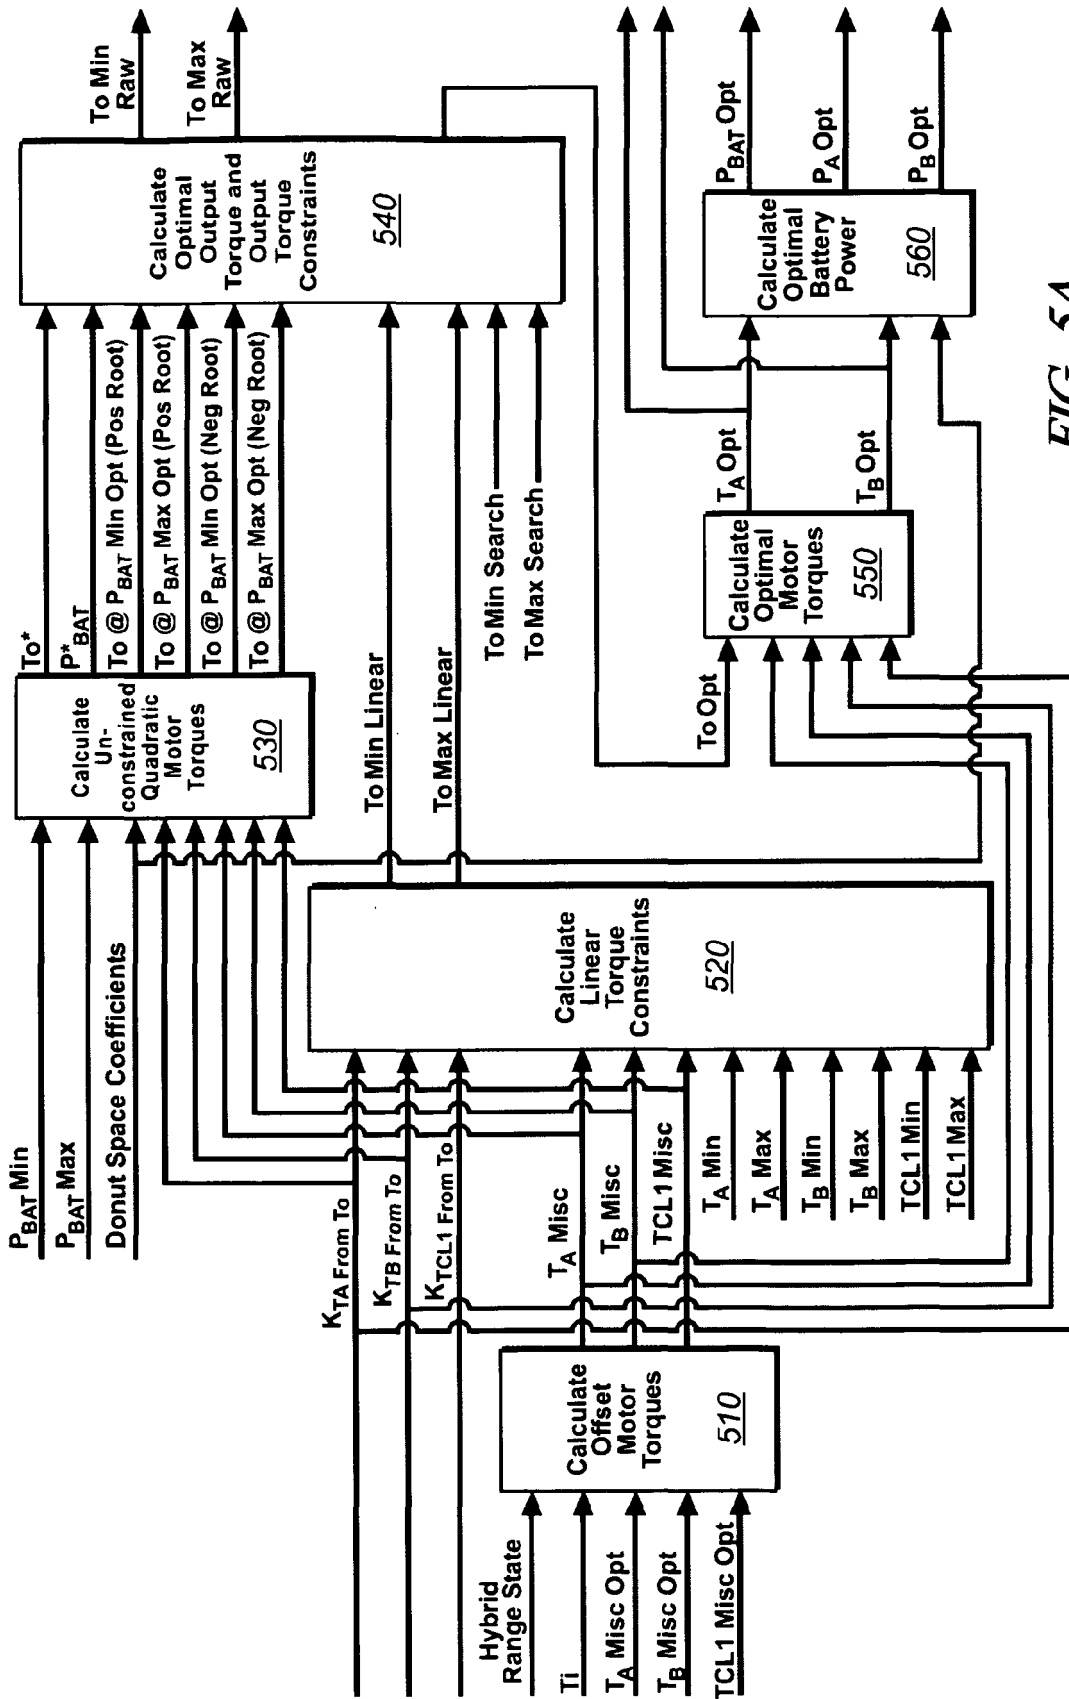 P_BAT Min
P_BAT Max
Donut Space Coefficients
K_TA From To
K_TB From To
K_TCL1 From To
Hybrid
Range State
Ti
T_A Misc Opt
T_B Misc Opt
TCL1 Misc Opt
Calculate
Offset
Motor
Torques
510
T_A Misc
T_B Misc
TCL1 Misc
T_A Min
T_A Max
T_B Min
T_B Max
TCL1 Min
TCL1 Max
Calculate
Linear
Torque
Constraints
520
Calculate
Un-
constrained
Quadratic
Motor
Torques
530
To*
P*_BAT
To @ P_BAT Min Opt (Pos Root)
To @ P_BAT Max Opt (Pos Root)
To @ P_BAT Min Opt (Neg Root)
To @ P_BAT Max Opt (Neg Root)
To Min Linear
To Max Linear
To Min Search
To Max Search
Calculate
Optimal
Output
Torque and
Output
Torque
Constraints
540
To Min
Raw
To Max
Raw
To Opt
Calculate
Optimal
Motor
Torques
550
T_A Opt
T_B Opt
Calculate
Optimal
Battery
Power
560
P_BAT Opt
P_A Opt
P_B Opt
FIG. 5A